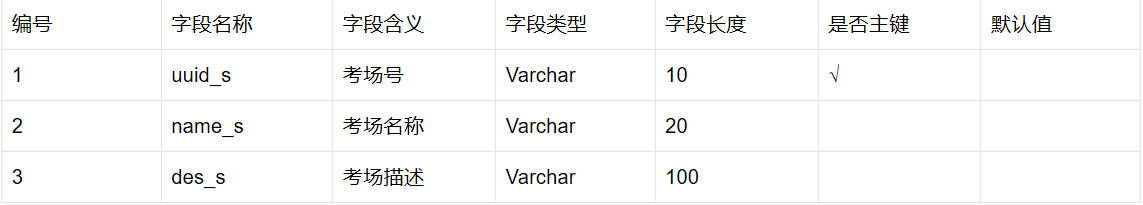 编号 字段名称 字段含义 字段类型 字段长度 是否主键 默认值
1 uuid_s 考场号 Varchar 10 √
2 name_s 考场名称 Varchar 20
3 des_s 考场描述 Varchar 100